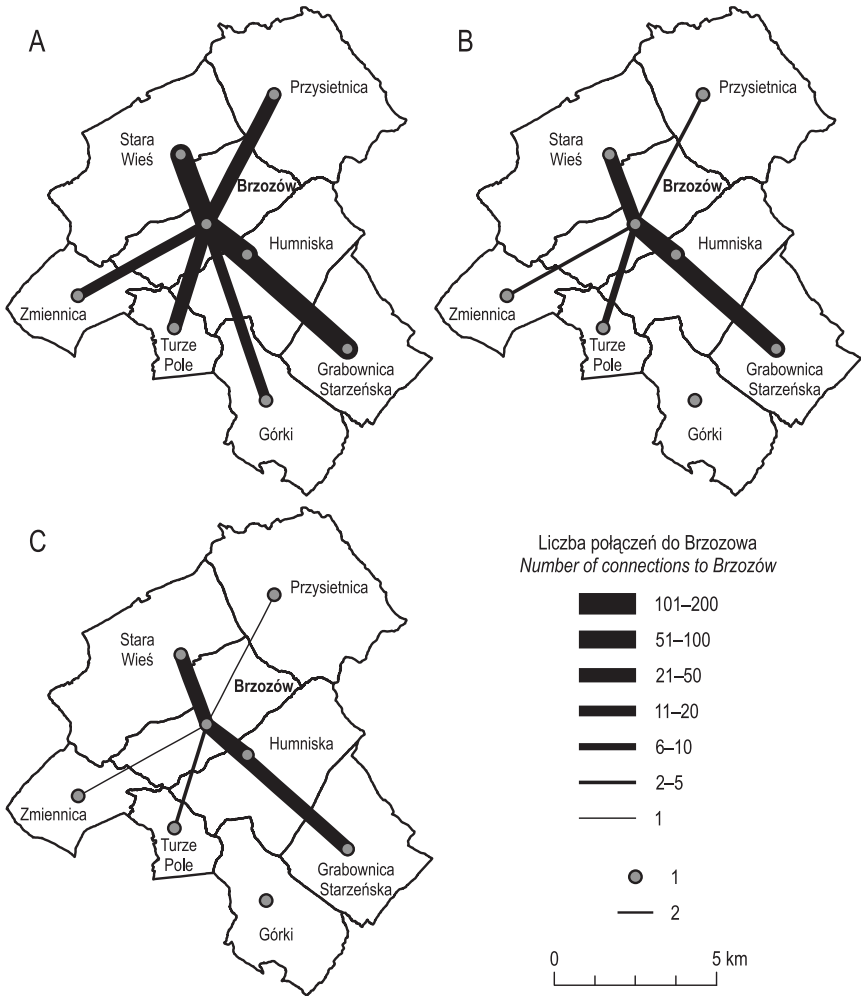 A
Przysietnica
Stara
Wieś
Brzozów
Humniska
Zmiennica
Turze
Pole
Grabownica
Starzeńska
Górki
B
Przysietnica
Stara
Wieś
Brzozów
Humniska
Zmiennica
Turze
Pole
Grabownica
Starzeńska
Górki
C
Przysietnica
Stara
Wieś
Brzozów
Humniska
Zmiennica
Turze
Pole
Grabownica
Starzeńska
Górki
Liczba połączeń do Brzozowa
Number of connections to Brzozów
101–200
51–100
21–50
11–20
6–10
2–5
1
1
2
0 5 km